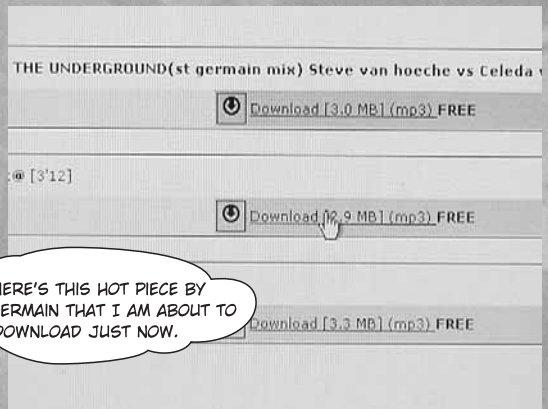 THE UNDERGROUND(st germain mix) Steve van hoeche vs Celeda
Download [3.0 MB] (mp3) FREE
:@ [3'12]
Download [2.9 MB] (mp3) FREE
HERE'S THIS HOT PIECE BY
GERMAIN THAT I AM ABOUT TO
DOWNLOAD JUST NOW.
Download [3.3 MB] (mp3) FREE